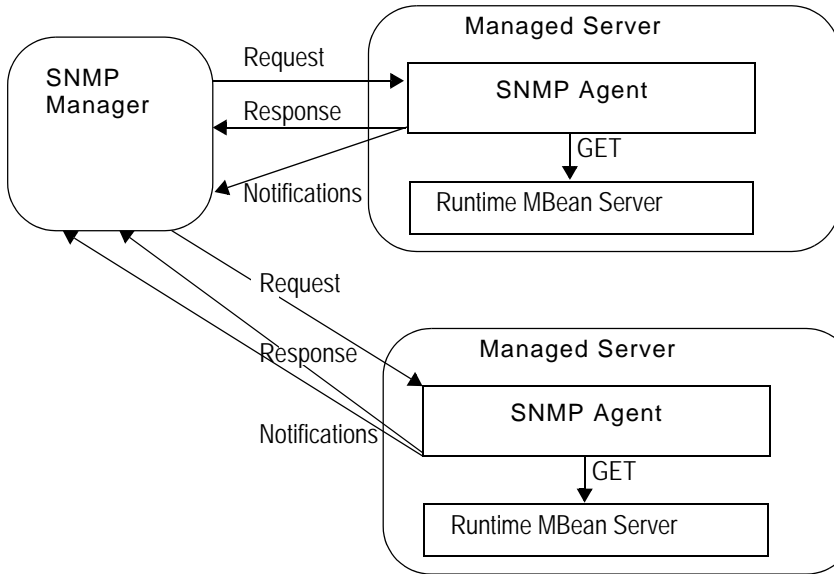 SNMP
Manager
Request
Response
Notifications
Managed Server
SNMP Agent
GET
Runtime MBean Server
Request
Response
Notifications
Managed Server
SNMP Agent
GET
Runtime MBean Server